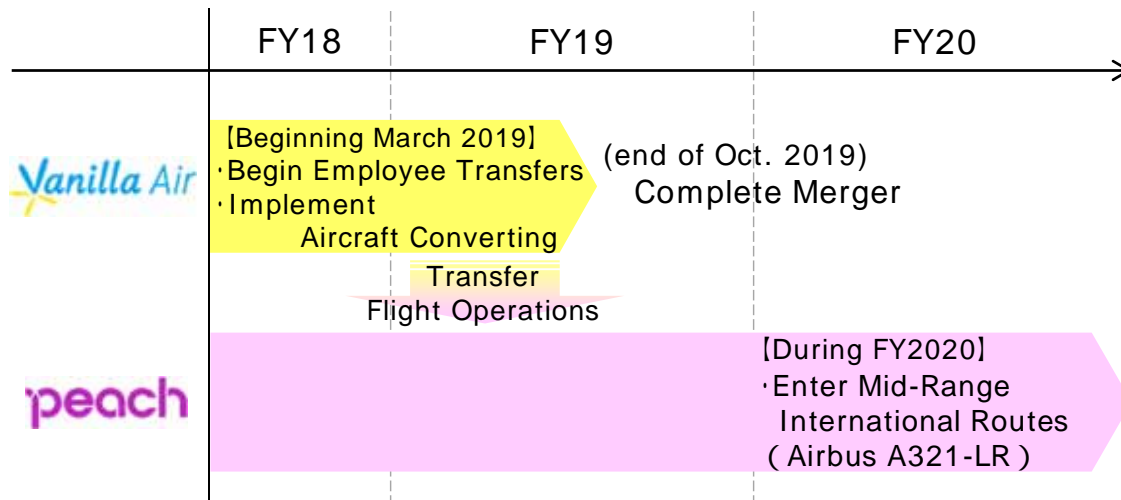 FY18 FY19 FY20
Vanilla Air
【Beginning March 2019】
・Begin Employee Transfers
・Implement
Aircraft Converting
(end of Oct. 2019)
Complete Merger
Transfer
Flight Operations
peach
【During FY2020】
・Enter Mid-Range
International Routes
（Airbus A321-LR）